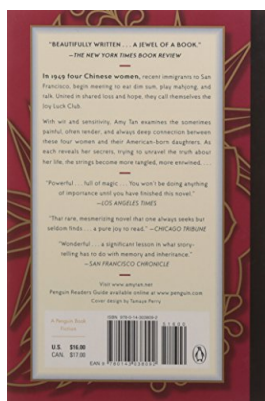 "BEAUTIFULLY WRITTEN . . . A JEWEL OF A BOOK."
—THE NEW YORK TIMES BOOK REVIEW
In 1949 four Chinese women, recent immigrants to San
Francisco, begin meeting to eat dim sum, play mahjong, and
talk. United in shared loss and hope, they call themselves the
Joy Luck Club.
With wit and sensitivity, Amy Tan examines the sometimes
painful, often tender, and always deep connection between
these four women and their American-born daughters. As
each reveals her secrets, trying to unravel the truth about
her life, the strings become more tangled, more entwined. . . .
"Powerful . . . full of magic . . . You won't be doing anything
of importance until you have finished this novel."
—LOS ANGELES TIMES
"That rare, mesmerizing novel that one always seeks but
seldom finds . . . a pure joy to read." —CHICAGO TRIBUNE
"Wonderful . . . a significant lesson in what story-
telling has to do with memory and inheritance."
—SAN FRANCISCO CHRONICLE
Visit www.amytan.net
Penguin Readers Guide available online at www.penguin.com
Cover design by Tamaye Perry
A Penguin Book
Fiction
U.S. $16.00
CAN. $17.00
51600
EAN